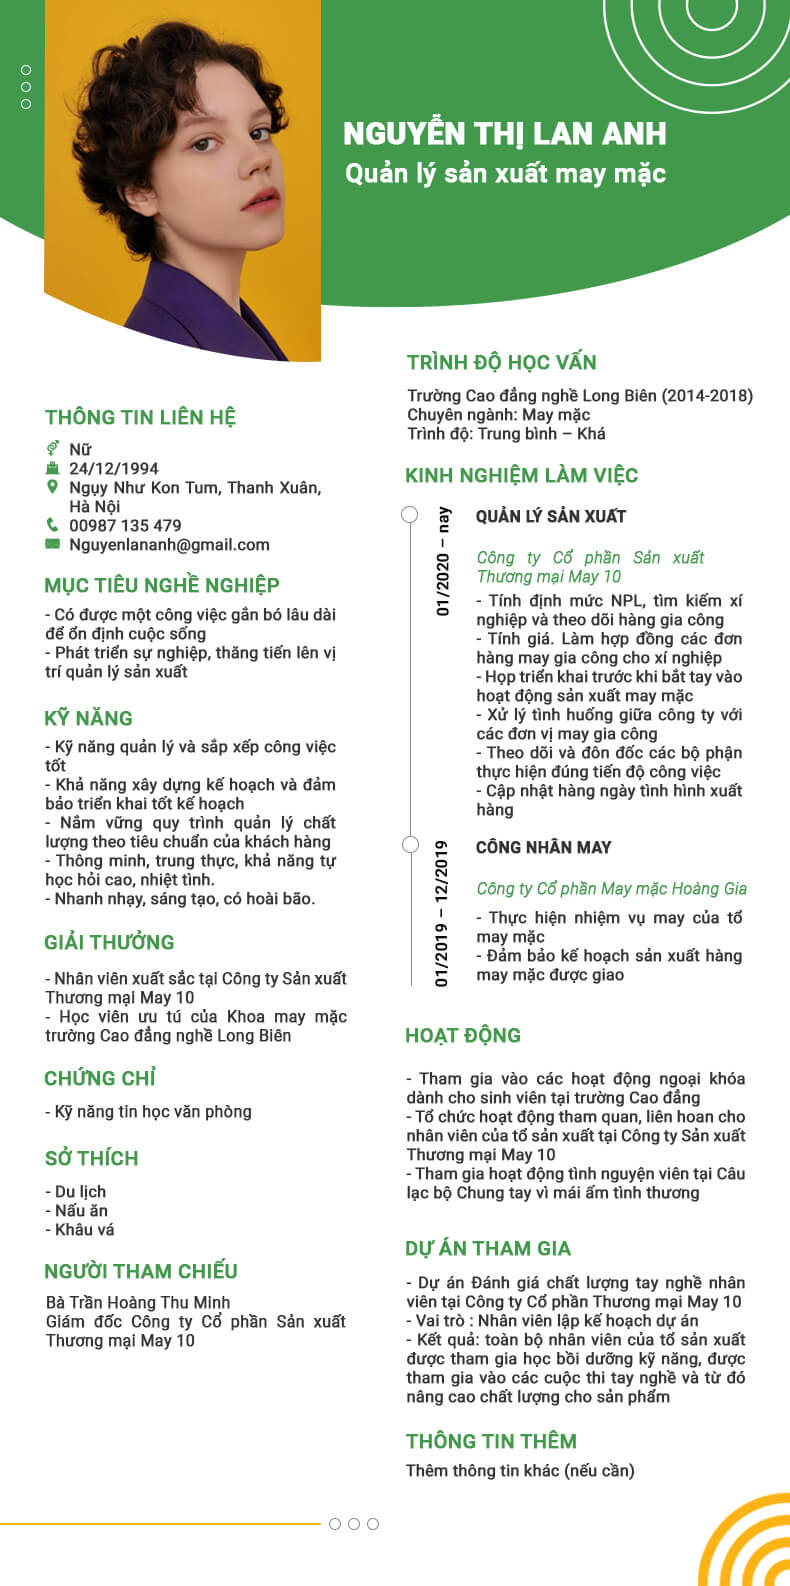 NGUYỄN THỊ LAN ANH
Quản lý sản xuất may mặc
THÔNG TIN LIÊN HỆ
Nữ
24/12/1994
Ngụy Như Kon Tum, Thanh Xuân,
Hà Nội
00987 135 479
Nguyenlananh@gmail.com
MỤC TIÊU NGHỀ NGHIỆP
- Có được một công việc gắn bó lâu dài
để ổn định cuộc sống
- Phát triển sự nghiệp, thăng tiến lên vị
trí quản lý sản xuất
KỸ NĂNG
- Kỹ năng quản lý và sắp xếp công việc
tốt
- Khả năng xây dựng kế hoạch và đảm
bảo triển khai tốt kế hoạch
- Nắm vững quy trình quản lý chất
lượng theo tiêu chuẩn của khách hàng
- Thông minh, trung thực, khả năng tự
học hỏi cao, nhiệt tình.
- Nhanh nhạy, sáng tạo, có hoài bão.
GIẢI THƯỞNG
- Nhân viên xuất sắc tại Công ty Sản xuất
Thương mại May 10
- Học viên ưu tú của Khoa may mặc
trường Cao đẳng nghề Long Biên
CHỨNG CHỈ
- Kỹ năng tin học văn phòng
SỞ THÍCH
- Du lịch
- Nấu ăn
- Khâu vá
NGƯỜI THAM CHIẾU
Bà Trần Hoàng Thu Minh
Giám đốc Công ty Cổ phần Sản xuất
Thương mại May 10
TRÌNH ĐỘ HỌC VẤN
Trường Cao đẳng nghề Long Biên (2014-2018)
Chuyên ngành: May mặc
Trình độ: Trung bình – Khá
KINH NGHIỆM LÀM VIỆC
01/2020 – nay
QUẢN LÝ SẢN XUẤT
Công ty Cổ phần Sản xuất
Thương mại May 10
- Tính định mức NPL, tìm kiếm xí
nghiệp và theo dõi hàng gia công
- Tính giá. Làm hợp đồng các đơn
hàng may gia công cho xí nghiệp
- Họp triển khai trước khi bắt tay vào
hoạt động sản xuất may mặc
- Xử lý tình huống giữa công ty với
các đơn vị may gia công
- Theo dõi và đôn đốc các bộ phận
thực hiện đúng tiến độ công việc
- Cập nhật hàng ngày tình hình xuất
hàng
01/2019 – 12/2019
CÔNG NHÂN MAY
Công ty Cổ phần May mặc Hoàng Gia
- Thực hiện nhiệm vụ may của tổ
may mặc
- Đảm bảo kế hoạch sản xuất hàng
may mặc được giao
HOẠT ĐỘNG
- Tham gia vào các hoạt động ngoại khóa
dành cho sinh viên tại trường Cao đẳng
- Tổ chức hoạt động tham quan, liên hoan cho
nhân viên của tổ sản xuất tại Công ty Sản xuất
Thương mại May 10
- Tham gia hoạt động tình nguyện viên tại Câu
lạc bộ Chung tay vì mái ấm tình thương
DỰ ÁN THAM GIA
- Dự án Đánh giá chất lượng tay nghề nhân
viên tại Công ty Cổ phần Thương mại May 10
- Vai trò : Nhân viên lập kế hoạch dự án
- Kết quả: toàn bộ nhân viên của tổ sản xuất
được tham gia học bồi dưỡng kỹ năng, được
tham gia vào các cuộc thi tay nghề và từ đó
nâng cao chất lượng cho sản phẩm
THÔNG TIN THÊM
Thêm thông tin khác (nếu cần)